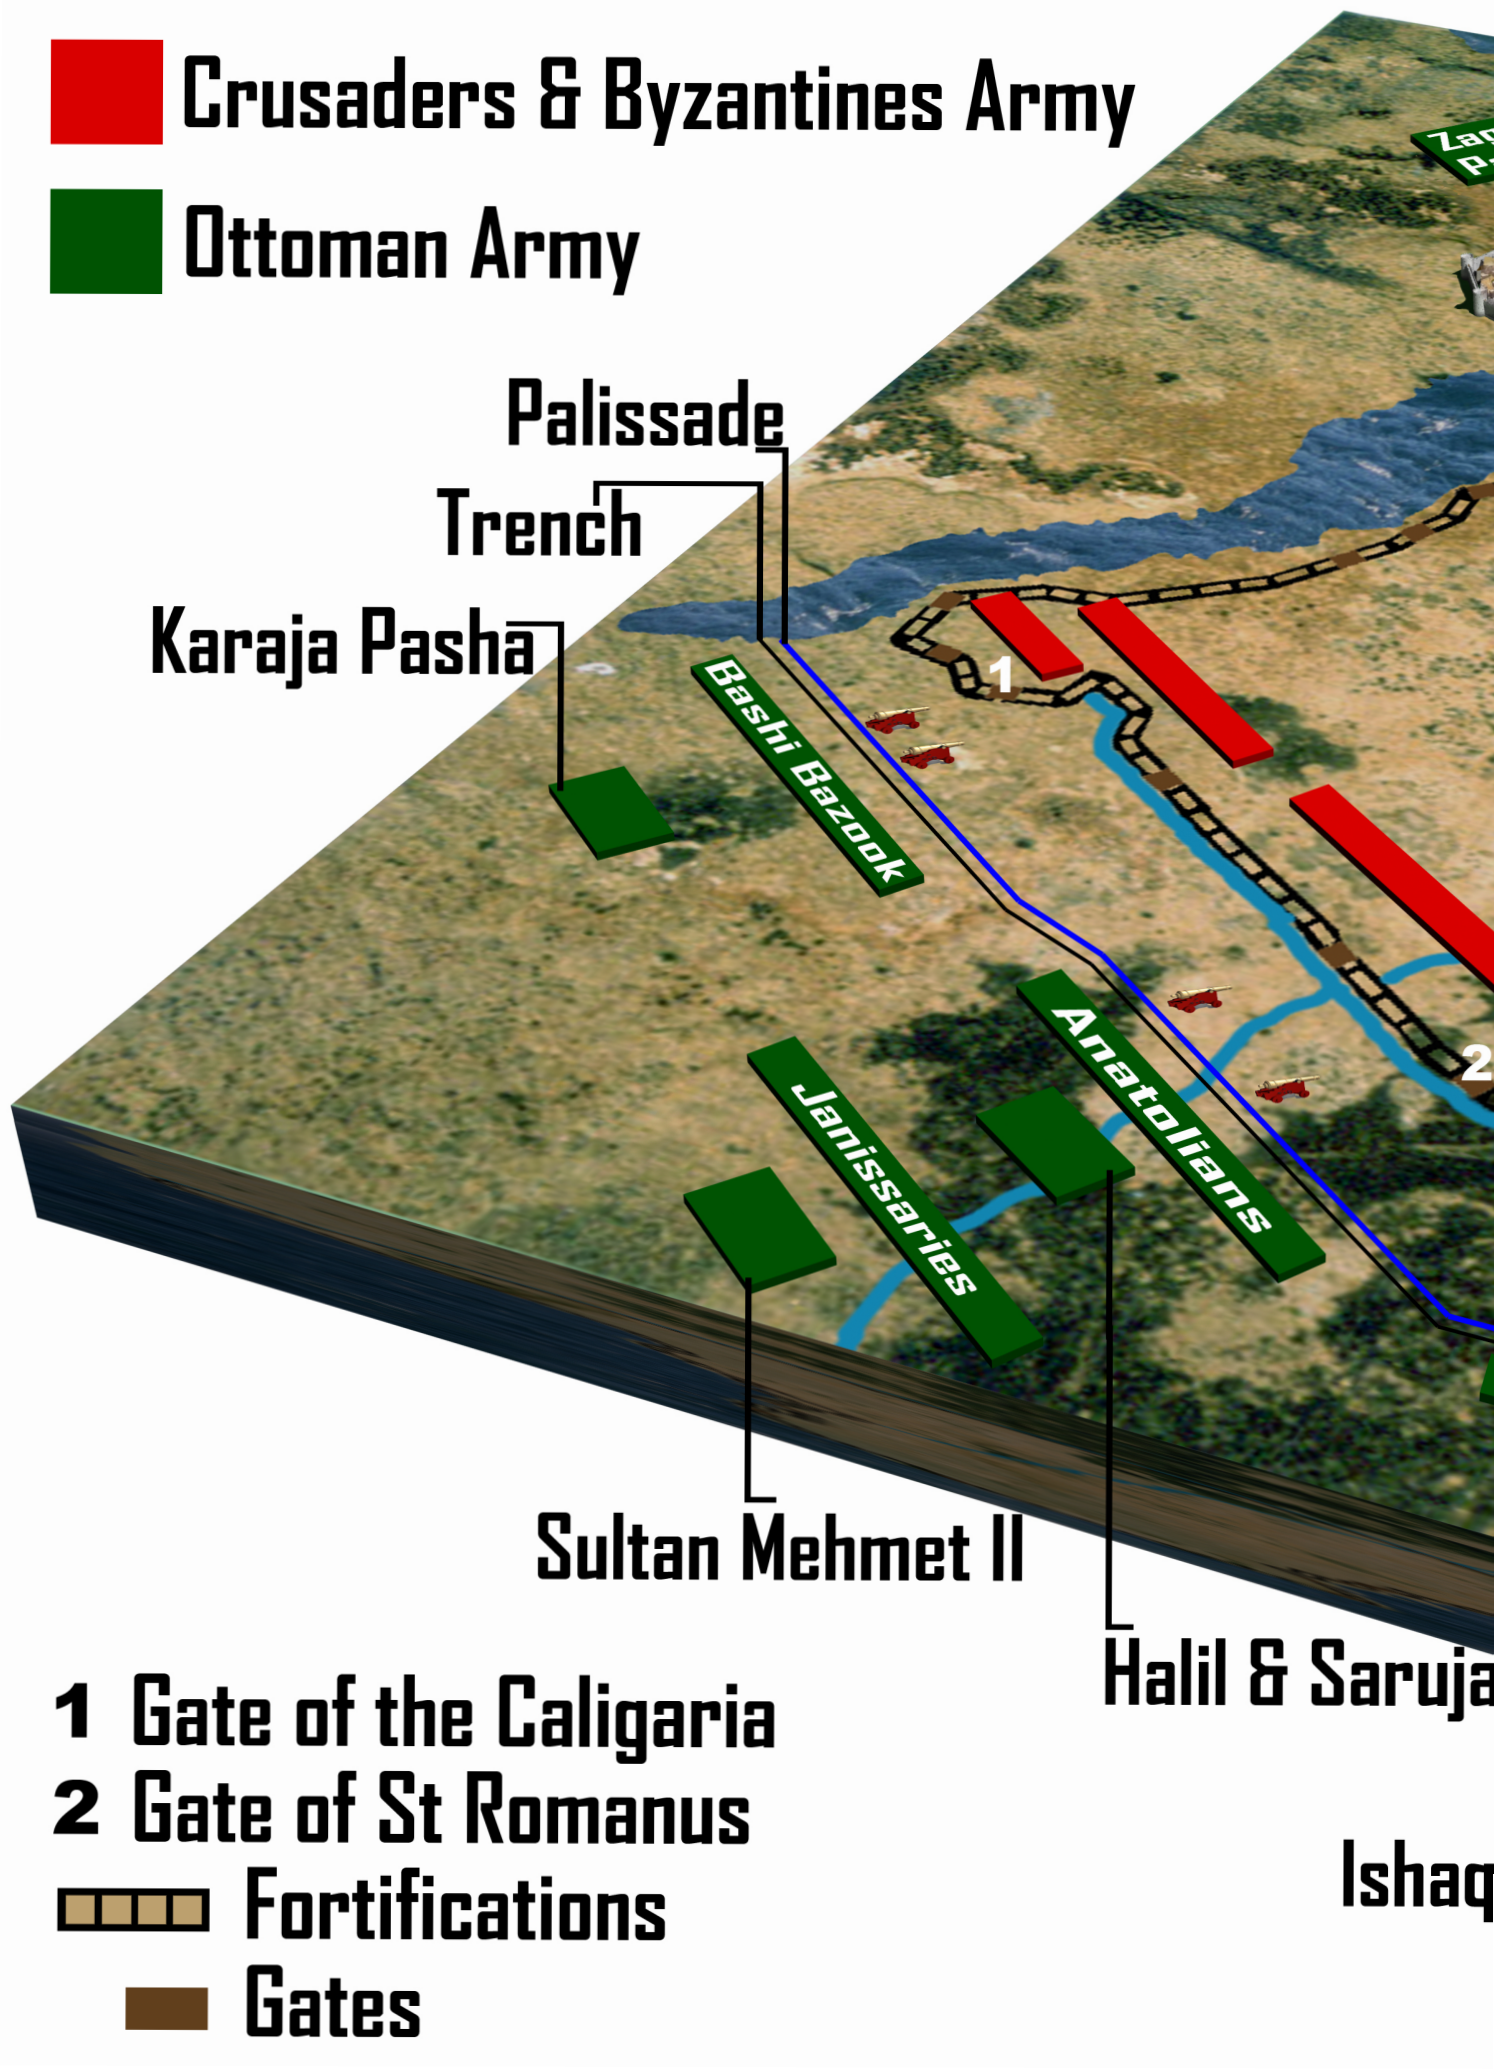 Crusaders & Byzantines Army
Ottoman Army
Palissade
Trench
Karaja Pasha
Bashi Bazook
1
Anatolians
2
Janissaries
Sultan Mehmet II
Halil & Saruja
1 Gate of the Caligaria
2 Gate of St Romanus
Ishaq
Fortifications
Gates